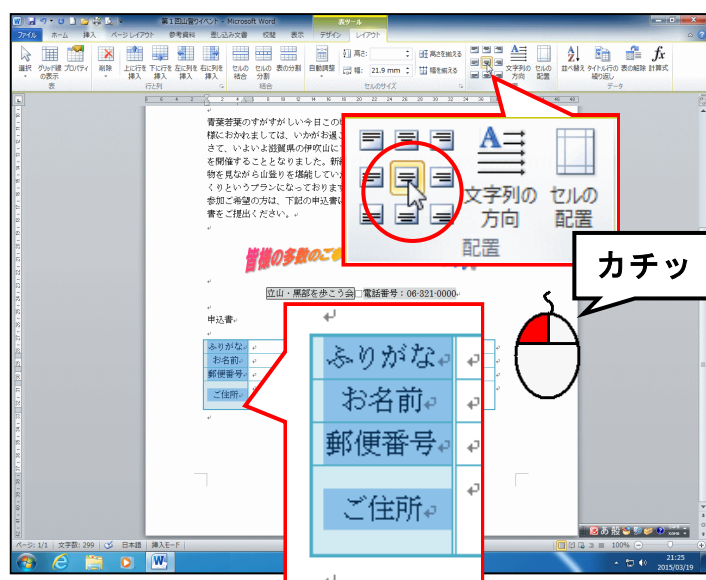 第1回山登りイベント - Microsoft Word
表ツール
ファイル ホーム 挿入 ページ レイアウト 参考資料 差し込み文書 校閲 表示 デザイン レイアウト
選択 グリッド線の表示 プロパティ 削除 上に行を挿入 下に行を挿入 左に列を挿入 右に列を挿入 セルの結合 セルの分割 表の分割 自動調整
高さ: 高さを揃える
幅: 21.9 mm 幅を揃える
文字列の方向 セルの配置 並べ替え タイトル行の繰り返し 表の解除 計算式
表 行と列 結合 セルのサイズ データ
青葉若葉のすがすがしい今日この
様におかれましては、いかがお過
さて、いよいよ滋賀県の伊吹山に
を開催することとなりました。新
物を見ながら山登りを堪能してい
くりというプランになっております
参加ご希望の方は、下記の申込書
書をご提出ください。
文字列の方向
セルの配置
配置
カチッ
皆様の多数のご
立山・黒部を歩こう会 電話番号:06-321-0000
申込書
ふりがな
お名前
郵便番号
ご住所
ふりがな
お名前
郵便番号
ご住所
ページ: 1/1 文字数: 299 日本語 挿入モード 100%
あ 般
21:25
2015/03/19